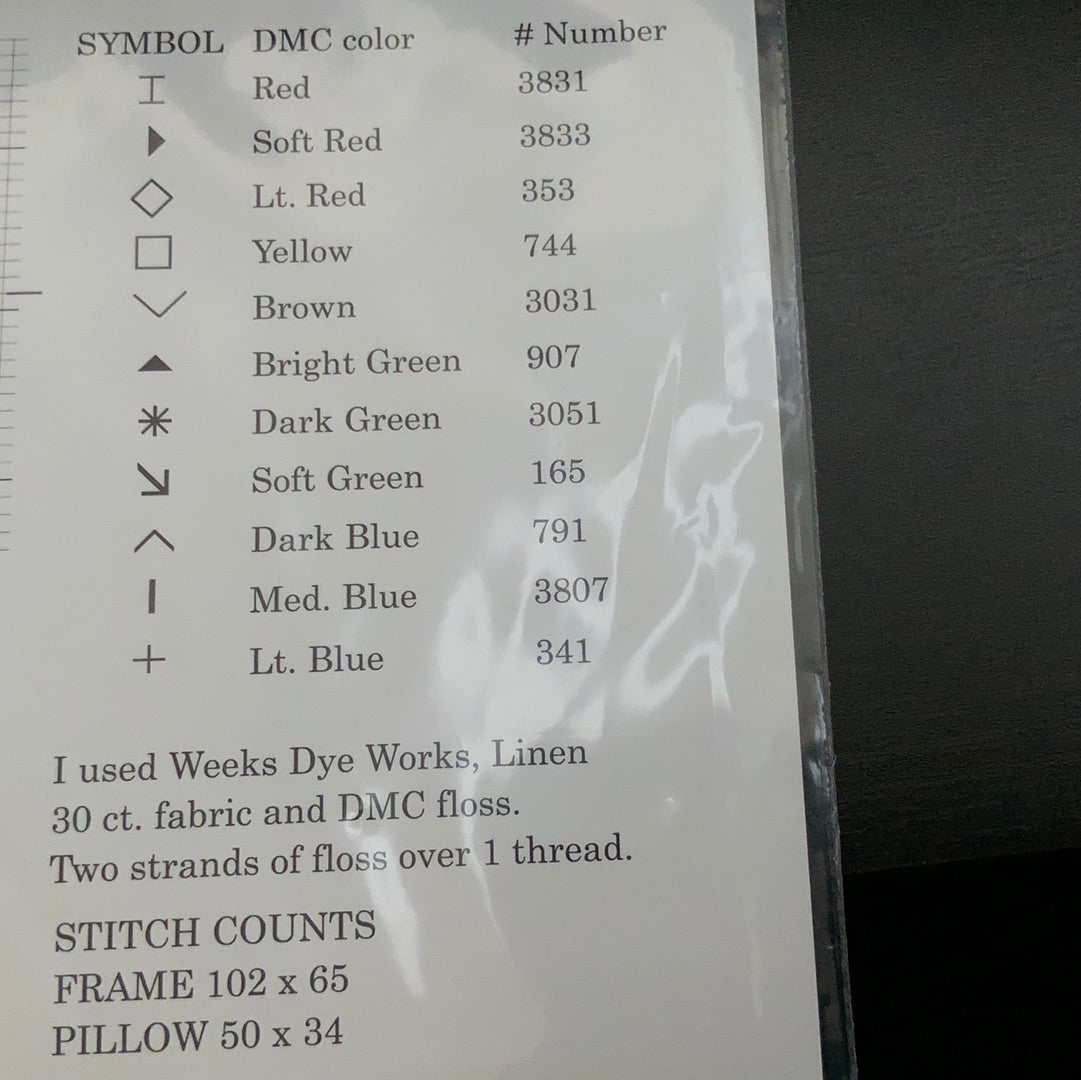 SYMBOL DMC color # Number
Red 3831
Soft Red 3833
Lt. Red 353
Yellow 744
Brown 3031
Bright Green 907
Dark Green 3051
Soft Green 165
Dark Blue 791
Med. Blue 3807
Lt. Blue 341
I used Weeks Dye Works, Linen
30 ct. fabric and DMC floss.
Two strands of floss over 1 thread.
STITCH COUNTS
FRAME 102 x 65
PILLOW 50 x 34